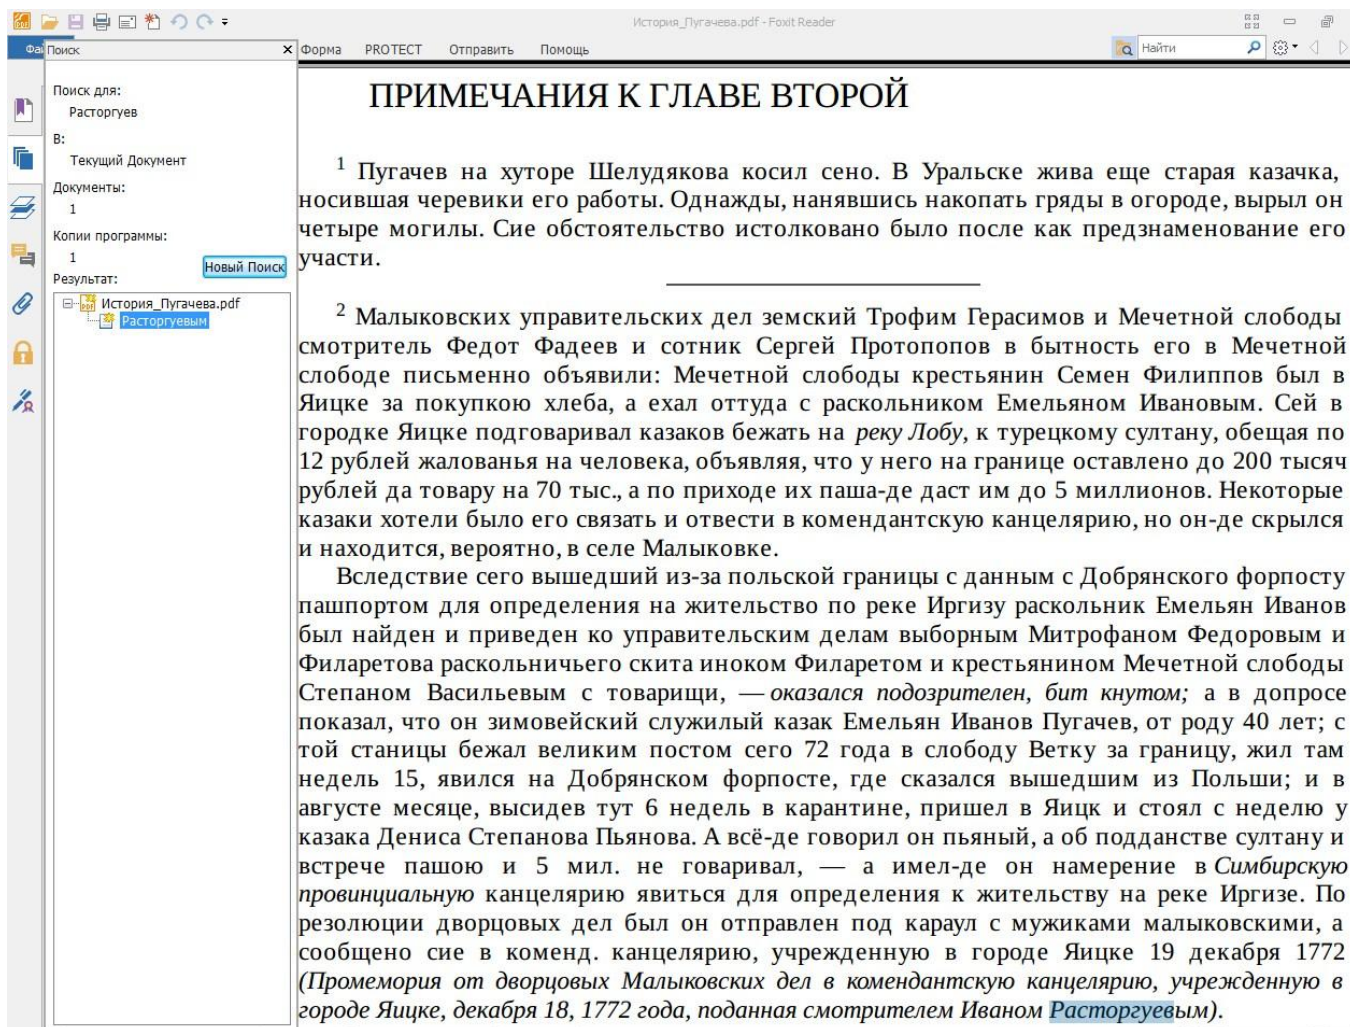 История_Пугачева.pdf - Foxit Reader
Фай
Поиск
Форма PROTECT Отправить Помощь
Найти
Поиск для:
Расторгуев
В:
Текущий Документ
Документы:
1
Копии программы:
1
Новый Поиск
Результат:
История_Пугачева.pdf
Расторгуевым
ПРИМЕЧАНИЯ К ГЛАВЕ ВТОРОЙ
1 Пугачев на хуторе Шелудякова косил сено. В Уральске жива еще старая казачка,
носившая черевики его работы. Однажды, нанявшись накопать гряды в огороде, вырыл он
четыре могилы. Сие обстоятельство истолковано было после как предзнаменование его
участи.
2 Малыковских управительских дел земский Трофим Герасимов и Мечетной слободы
смотритель Федот Фадеев и сотник Сергей Протопопов в бытность его в Мечетной
слободе письменно объявили: Мечетной слободы крестьянин Семен Филиппов был в
Яицке за покупкою хлеба, а ехал оттуда с раскольником Емельяном Ивановым. Сей в
городке Яицке подговаривал казаков бежать на реку Лобу, к турецкому султану, обещая по
12 рублей жалованья на человека, объявляя, что у него на границе оставлено до 200 тысяч
рублей да товару на 70 тыс., а по приходе их паша-де даст им до 5 миллионов. Некоторые
казаки хотели было его связать и отвести в комендантскую канцелярию, но он-де скрылся
и находится, вероятно, в селе Малыковке.
Вследствие сего вышедший из-за польской границы с данным с Добрянского форпосту
пашпортом для определения на жительство по реке Иргизу раскольник Емельян Иванов
был найден и приведен ко управительским делам выборным Митрофаном Федоровым и
Филаретова раскольничьего скита иноком Филаретом и крестьянином Мечетной слободы
Степаном Васильевым с товарищи, — оказался подозрителен, бит кнутом; а в допросе
показал, что он зимовейский служилый казак Емельян Иванов Пугачев, от роду 40 лет; с
той станицы бежал великим постом сего 72 года в слободу Ветку за границу, жил там
недель 15, явился на Добрянском форпосте, где сказался вышедшим из Польши; и в
августе месяце, высидев тут 6 недель в карантине, пришел в Яицк и стоял с неделю у
казака Дениса Степанова Пьянова. А всё-де говорил он пьяный, а об подданстве султану и
встрече пашою и 5 мил. не говаривал, — а имел-де он намерение в Симбирскую
провинциальную канцелярию явиться для определения к жительству на реке Иргизе. По
резолюции дворцовых дел был он отправлен под караул с мужиками малыковскими, а
сообщено сие в коменд. канцелярию, учрежденную в городе Яицке 19 декабря 1772
(Промемория от дворцовых Малыковских дел в комендантскую канцелярию, учрежденную в
городе Яицке, декабря 18, 1772 года, поданная смотрителем Иваном Расторгуевым).